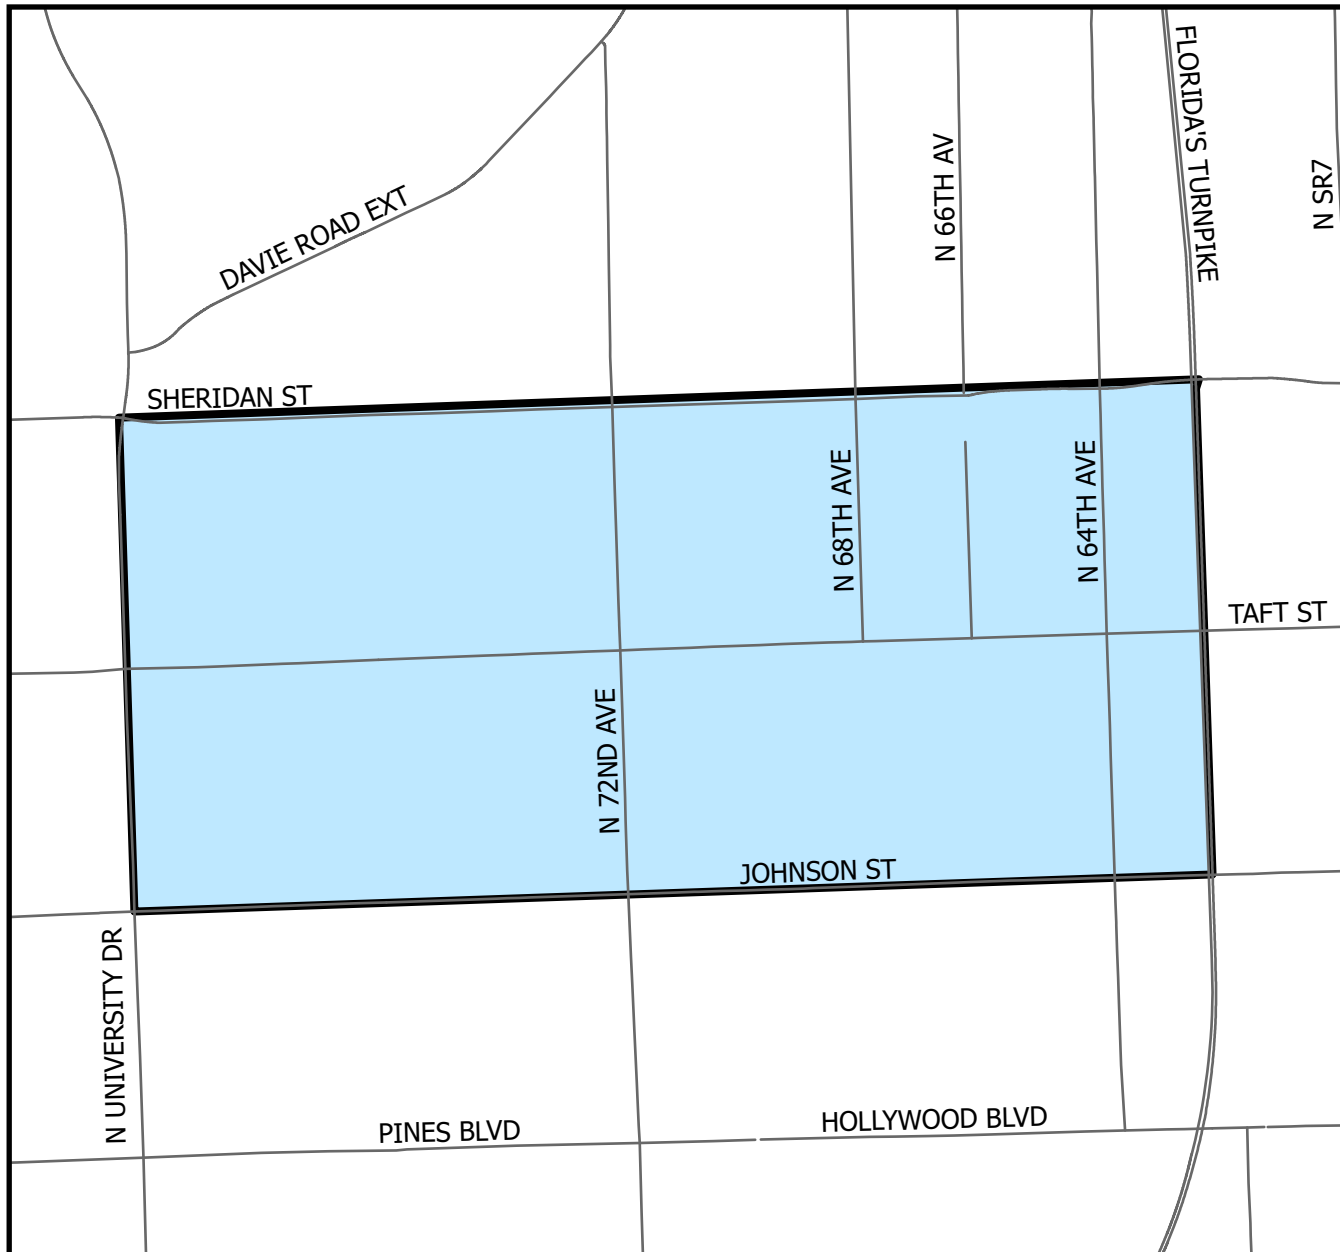 FLORIDA'S TURNPIKE
N 66TH AV
N SR7
DAVIE ROAD EXT
SHERIDAN ST
N 68TH AVE
N 64TH AVE
TAFT ST
N 72ND AVE
JOHNSON ST
N UNIVERSITY DR
PINES BLVD
HOLLYWOOD BLVD